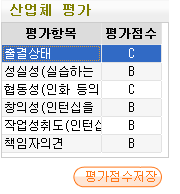 산업체 평가
평가항목 평가점수
출결상태 C
성실성(실습하는 B
협동성(인화 등의 C
창의성(인턴십을 B
작업성취도(인턴십 B
책임자의견 B
평가점수저장